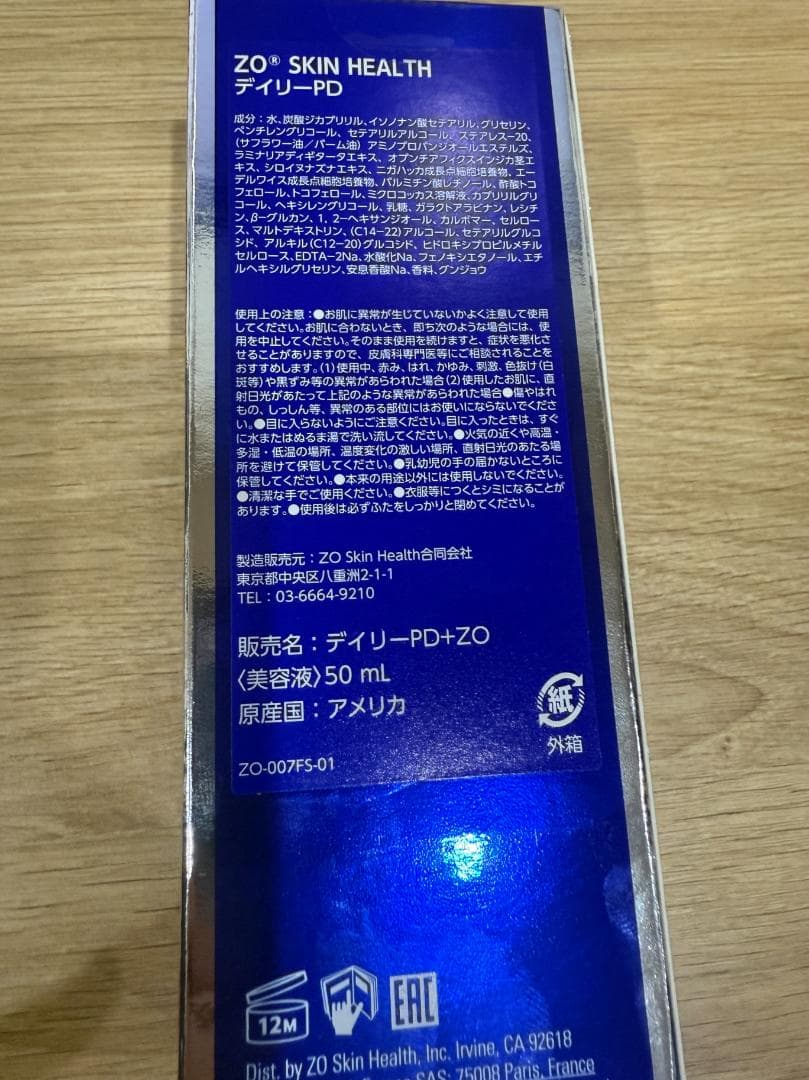 ZO® SKIN HEALTH
デイリーPD
成分：水、炭酸ジカプリリル、イソノナン酸セテアリル、グリセリン、
ペンチレングリコール、セテアリルアルコール、ステアレス-20、
(サフラワー油／パーム油) アミノプロパンジオールエステルズ、
ラミナリアディギタータエキス、オプンチアフィクスインジカ茎エ
キス、シロイヌナズナエキス、ニガハッカ成長点細胞培養物、エー
デルワイス成長点細胞培養物、パルミチン酸レチノール、酢酸トコ
フェロール、トコフェロール、ミクロコッカス溶解液、カプリリルグリ
コール、ヘキシレングリコール、乳糖、ガラクトアラビナン、レシチ
ン、β-グルカン、1，2-ヘキサンジオール、カルボマー、セルロー
ス、マルトデキストリン、(C14-22)アルコール、セテアリルグルコ
シド、アルキル(C12-20)グルコシド、ヒドロキシプロピルメチル
セルロース、EDTA-2Na、水酸化Na、フェノキシエタノール、エチ
ルヘキシルグリセリン、安息香酸Na、香料、グンジョウ
使用上の注意：●お肌に異常が生じていないかよく注意して使用
してください。お肌に合わないとき、即ち次のような場合には、使
用を中止してください。そのまま使用を続けますと、症状を悪化さ
せることがありますので、皮膚科専門医等にご相談されることを
おすすめします。(1)使用中、赤み、はれ、かゆみ、刺激、色抜け(白
斑等)や黒ずみ等の異常があらわれた場合(2)使用したお肌に、直
射日光があたって上記のような異常があらわれた場合●傷やはれ
もの、しっしん等、異常のある部位にはお使いにならないでくださ
い。●目に入らないようにご注意ください。目に入ったときは、すぐ
に水またはぬるま湯で洗い流してください。●火気の近くや高温・
多湿・低温の場所、温度変化の激しい場所、直射日光のあたる場
所を避けて保管してください。●乳幼児の手の届かないところに
保管してください。●本来の用途以外には使用しないでください。
●清潔な手でご使用ください。●衣服等につくとシミになることが
あります。●使用後は必ずふたをしっかりと閉めてください。
製造販売元：ZO Skin Health合同会社
東京都中央区八重洲2-1-1
TEL：03-6664-9210
販売名：デイリーPD+ZO
〈美容液〉50 mL
原産国：アメリカ
紙
外箱
ZO-007FS-01
12M
EAC
Dist. by ZO Skin Health, Inc. Irvine, CA 92618
SAS: 75008 Paris, France